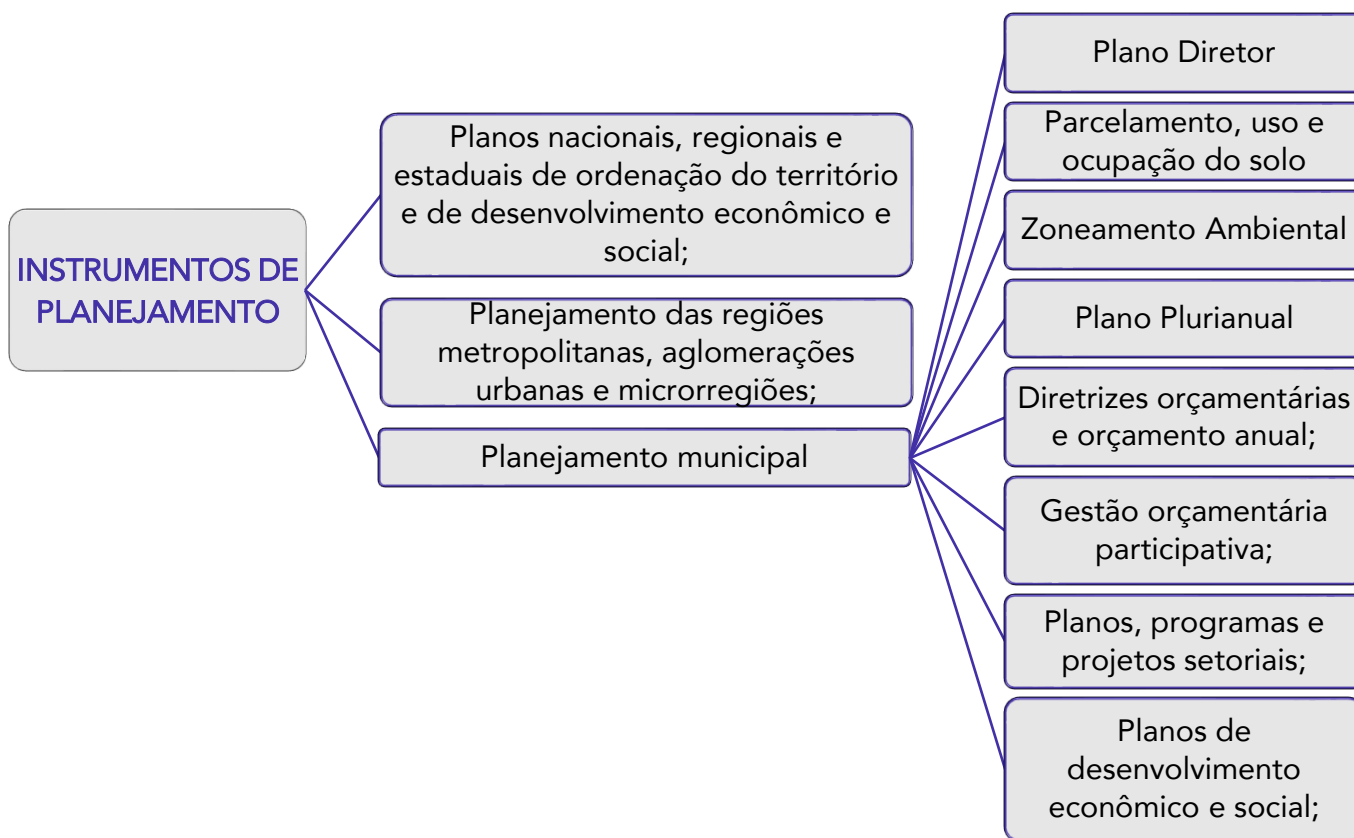 INSTRUMENTOS DE
PLANEJAMENTO
Planos nacionais, regionais e
estaduais de ordenação do território
e de desenvolvimento econômico e
social;
Planejamento das regiões
metropolitanas, aglomerações
urbanas e microrregiões;
Planejamento municipal
Plano Diretor
Parcelamento, uso e
ocupação do solo
Zoneamento Ambiental
Plano Plurianual
Diretrizes orçamentárias
e orçamento anual;
Gestão orçamentária
participativa;
Planos, programas e
projetos setoriais;
Planos de
desenvolvimento
econômico e social;